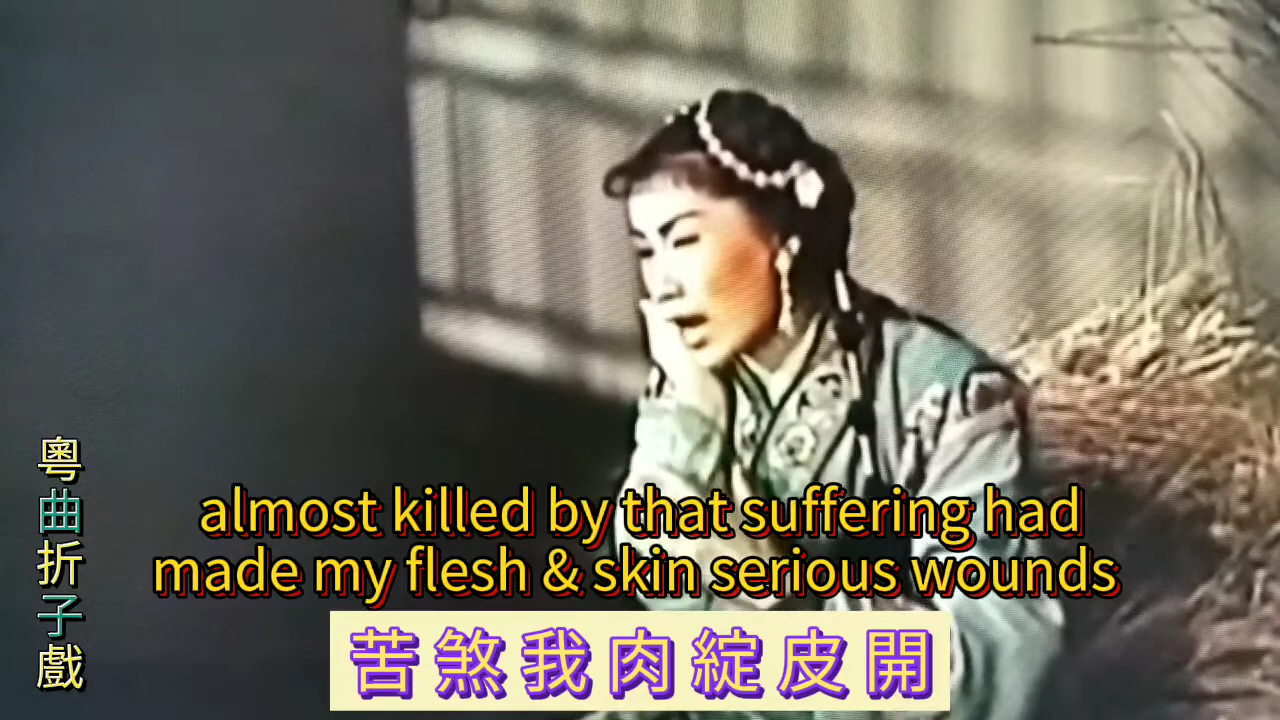 粵曲折子戲
almost killed by that suffering had
made my flesh & skin serious wounds
苦煞我肉綻皮開